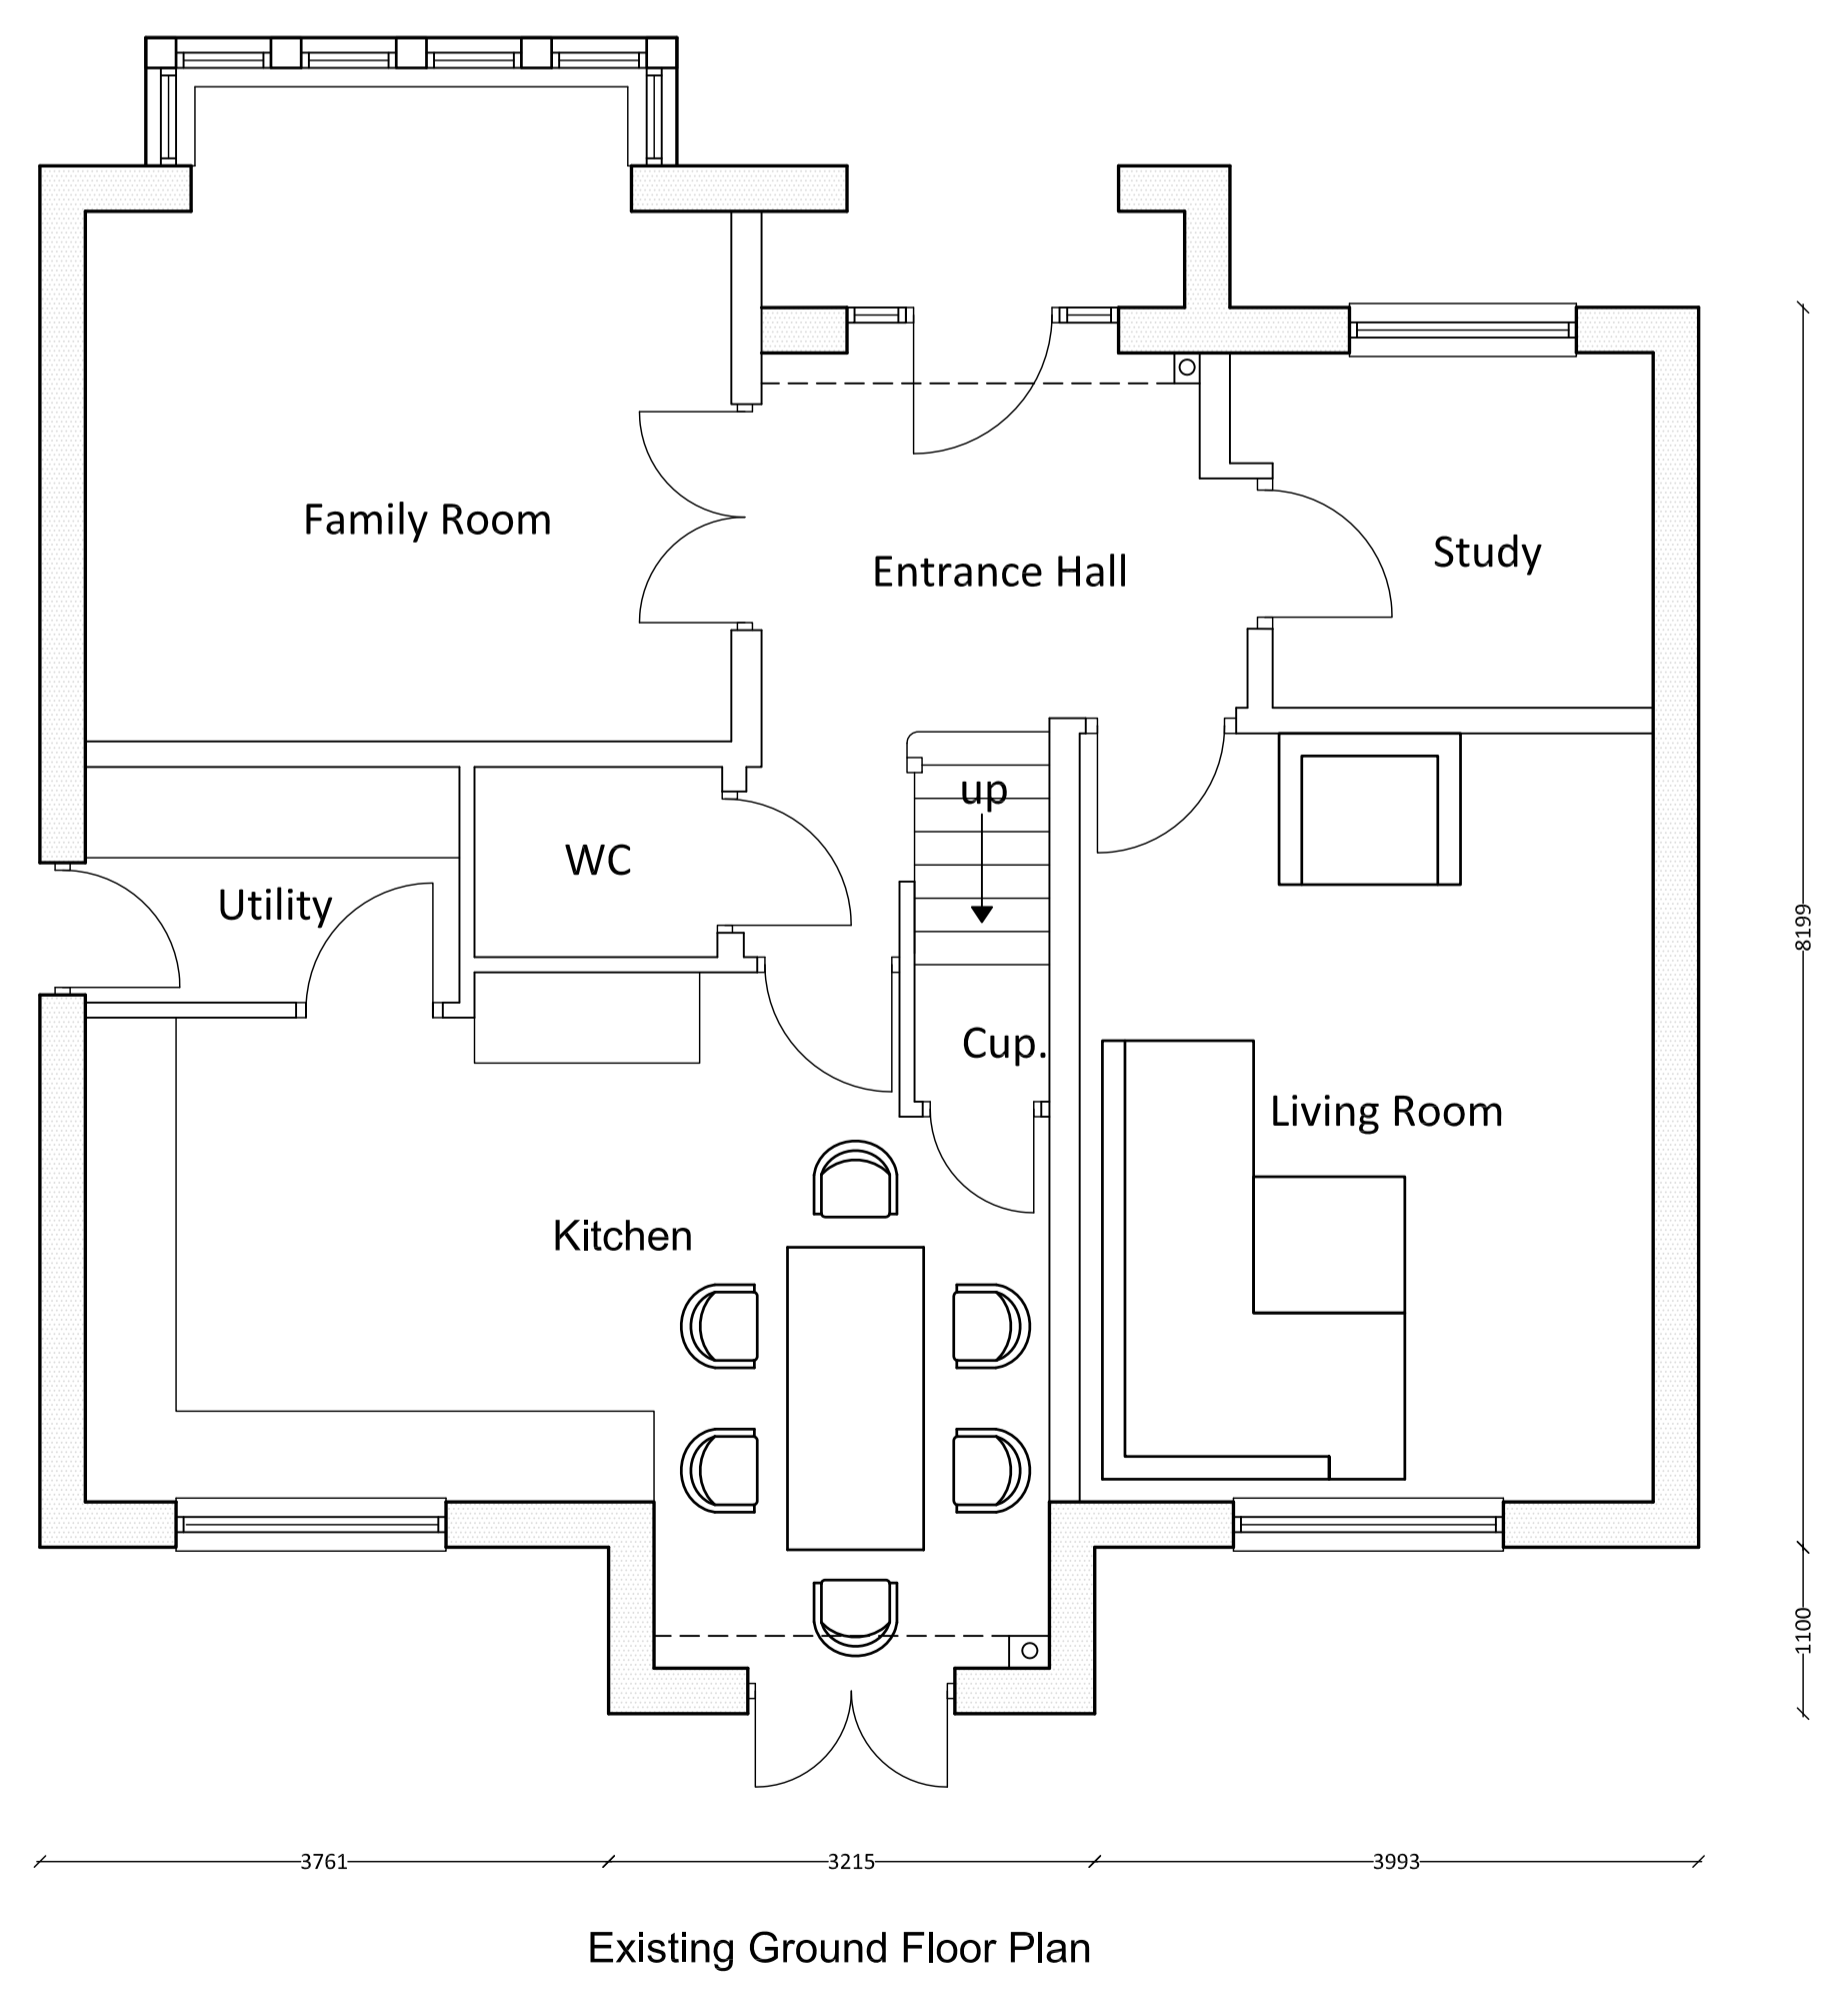 Family Room
Entrance Hall
Study
up
WC
Utility
8199
Cup.
Living Room
Kitchen
1100
3761
3215
3993
Existing Ground Floor Plan